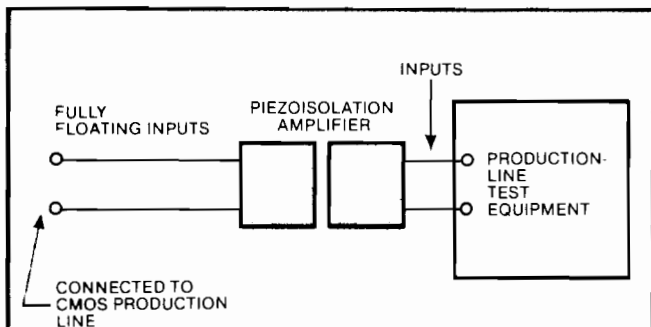 FULLY
FLOATING INPUTS
PIEZOISOLATION
AMPLIFIER
INPUTS
PRODUCTION-
LINE
TEST
EQUIPMENT
CONNECTED TO
CMOS PRODUCTION
LINE